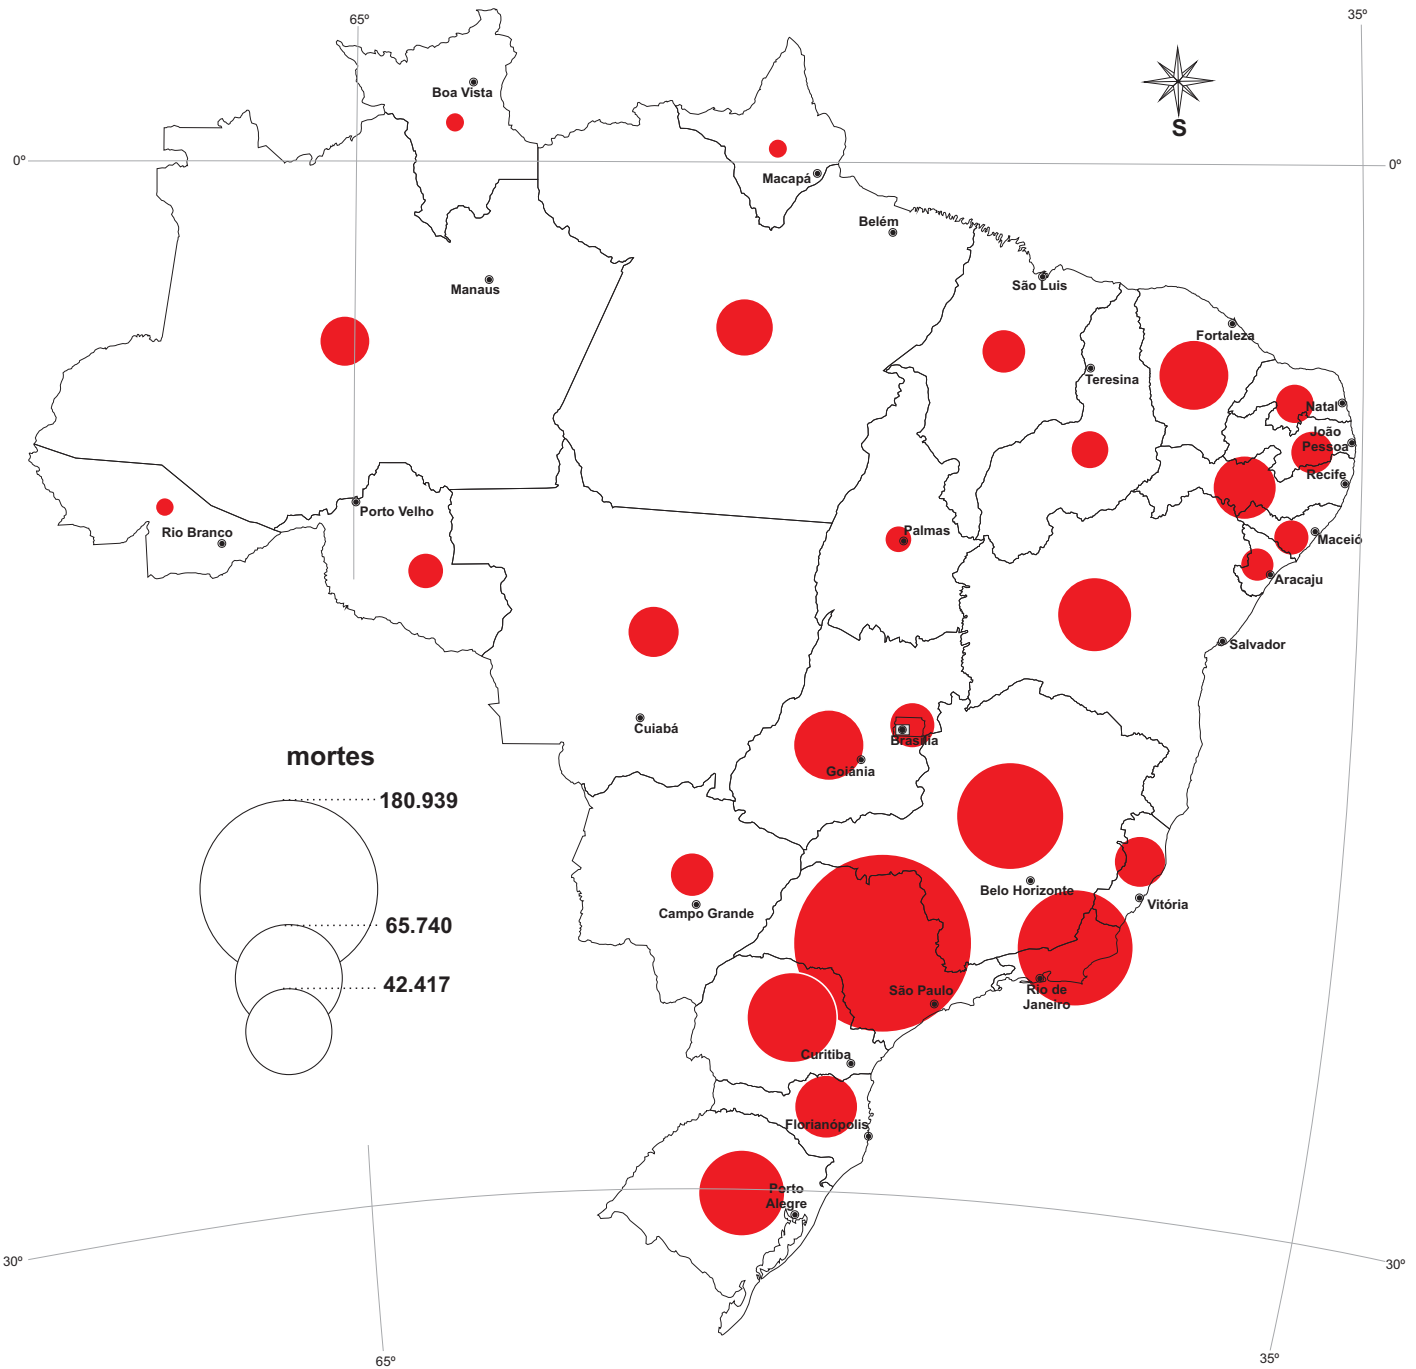 65º
35º
Boa Vista
S
0º
0º
Macapá
Belém
Manaus
São Luis
Fortaleza
Teresina
Natal
João
Pessoa
Recife
Porto Velho
Rio Branco
Palmas
Maceió
Aracaju
Salvador
Cuiabá
Brasília
Goiânia
mortes
180.939
65.740
42.417
Belo Horizonte
Vitória
Campo Grande
São Paulo
Rio de
Janeiro
Curitiba
Florianópolis
Porto
Alegre
30º
30º
65º
35º